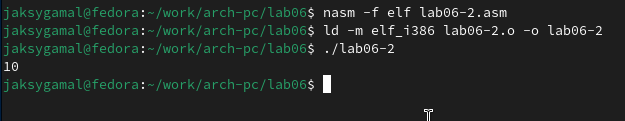 jaksygamal@fedora:~/work/arch-pc/lab06$ nasm -f elf lab06-2.asm
jaksygamal@fedora:~/work/arch-pc/lab06$ ld -m elf_i386 lab06-2.o -o lab06-2
jaksygamal@fedora:~/work/arch-pc/lab06$ ./lab06-2
10
jaksygamal@fedora:~/work/arch-pc/lab06$